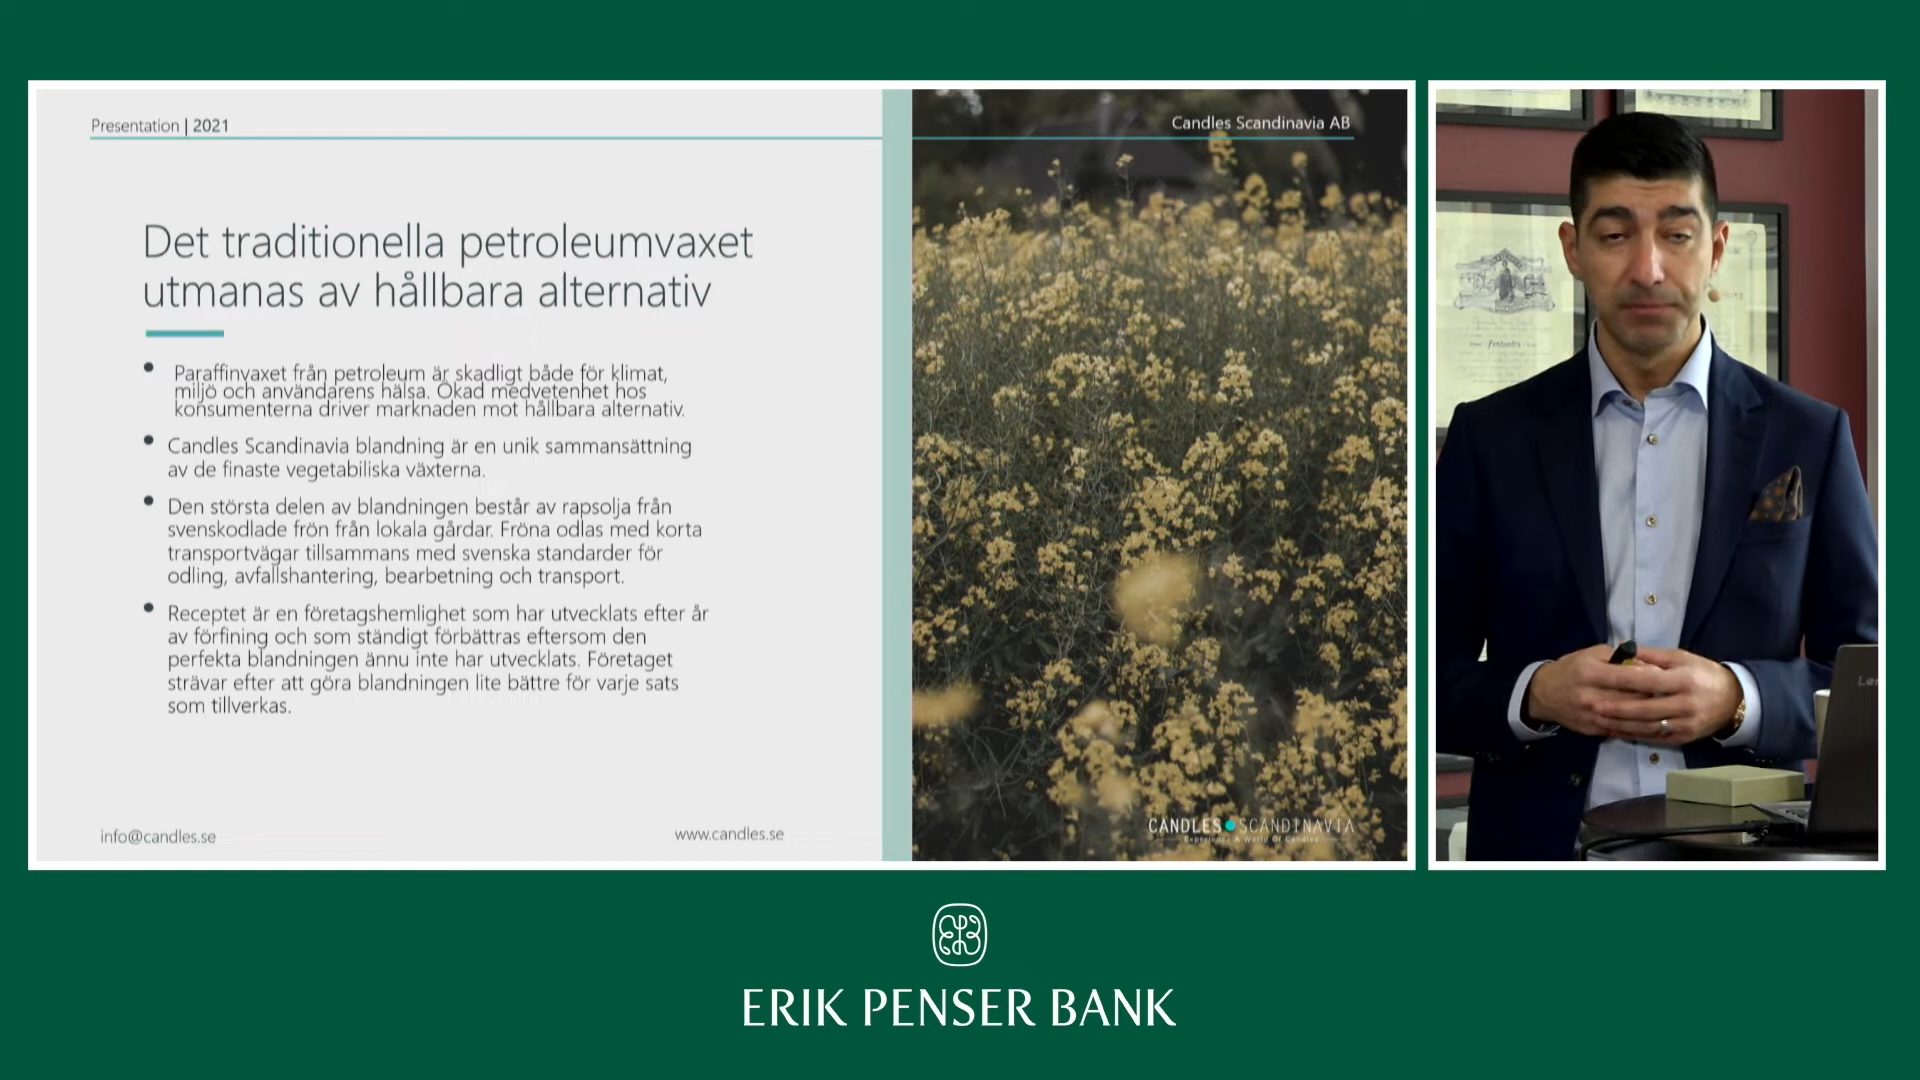 Presentation | 2021
Candles Scandinavia AB
Det traditionella petroleumvaxet
utmanas av hållbara alternativ
Paraffinvaxet från petroleum är skadligt både för klimat,
miljö och användarens hälsa. Ökad medvetenhet hos
konsumenterna driver marknaden mot hållbara alternativ.
Candles Scandinavia blandning är en unik sammansättning
av de finaste vegetabiliska växterna.
Den största delen av blandningen består av rapsolja från
svenskodlade frön från lokala gårdar. Fröna odlas med korta
transportvägar tillsammans med svenska standarder för
odling, avfallshantering, bearbetning och transport.
Receptet är en företagshemlighet som har utvecklats efter år
av förfining och som ständigt förbättras eftersom den
perfekta blandningen ännu inte har utvecklats. Företaget
strävar efter att göra blandningen lite bättre för varje sats
som tillverkas.
info@candles.se
www.candles.se
CANDLES SCANDINAVIA
Experience A World Of Candles
ERIK PENSER BANK